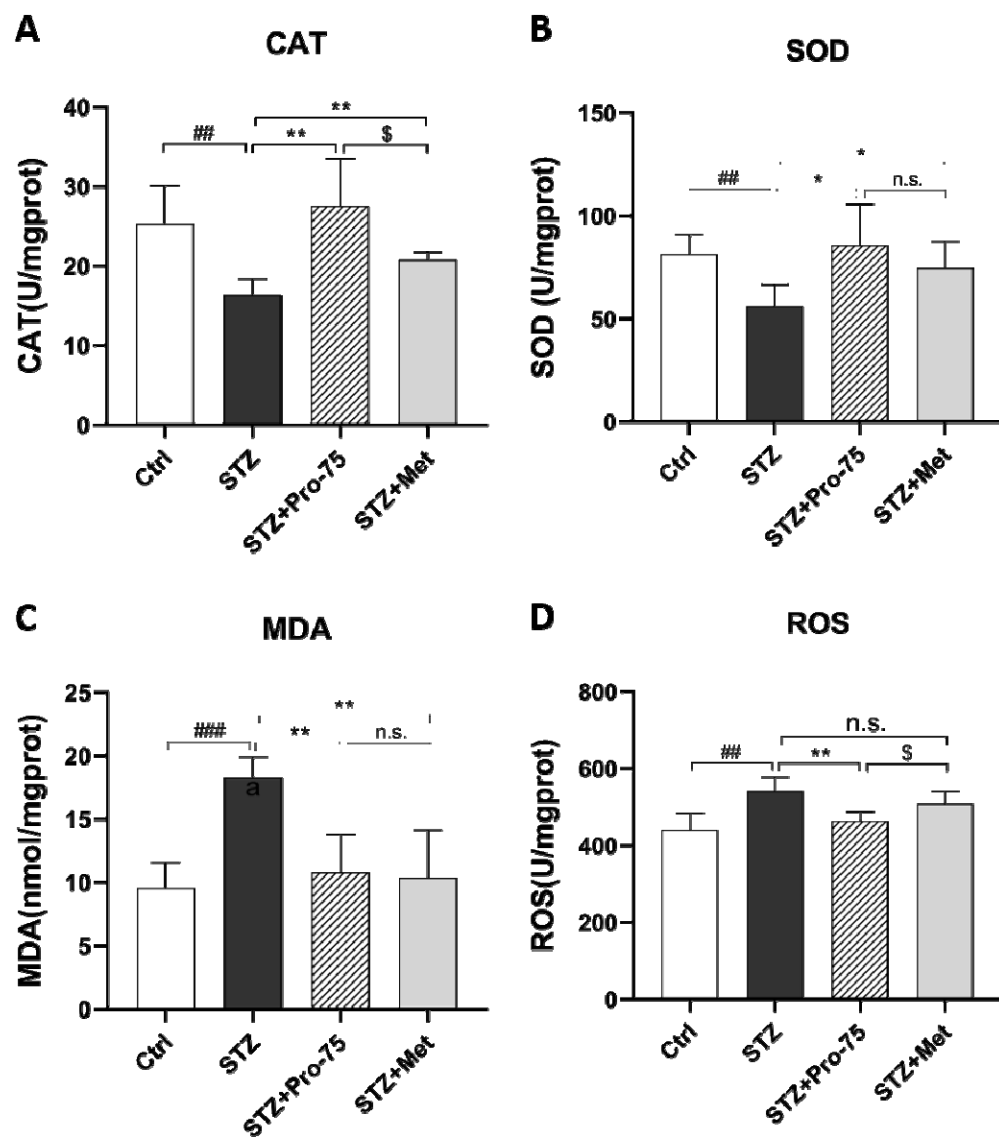 A
CAT
CAT(U/mgprot)
40
30
20
10
0
##
**
**
$
Ctrl
STZ
STZ+Pro-75
STZ+Met
B
SOD
SOD (U/mgprot)
150
100
50
0
##
*
*
n.s.
Ctrl
STZ
STZ+Pro-75
STZ+Met
C
MDA
MDA(nmol/mgprot)
25
20
15
10
5
0
###
**
**
n.s.
a
Ctrl
STZ
STZ+Pro-75
STZ+Met
D
ROS
ROS(U/mgprot)
800
600
400
200
0
n.s.
##
**
$
Ctrl
STZ
STZ+Pro-75
STZ+Met